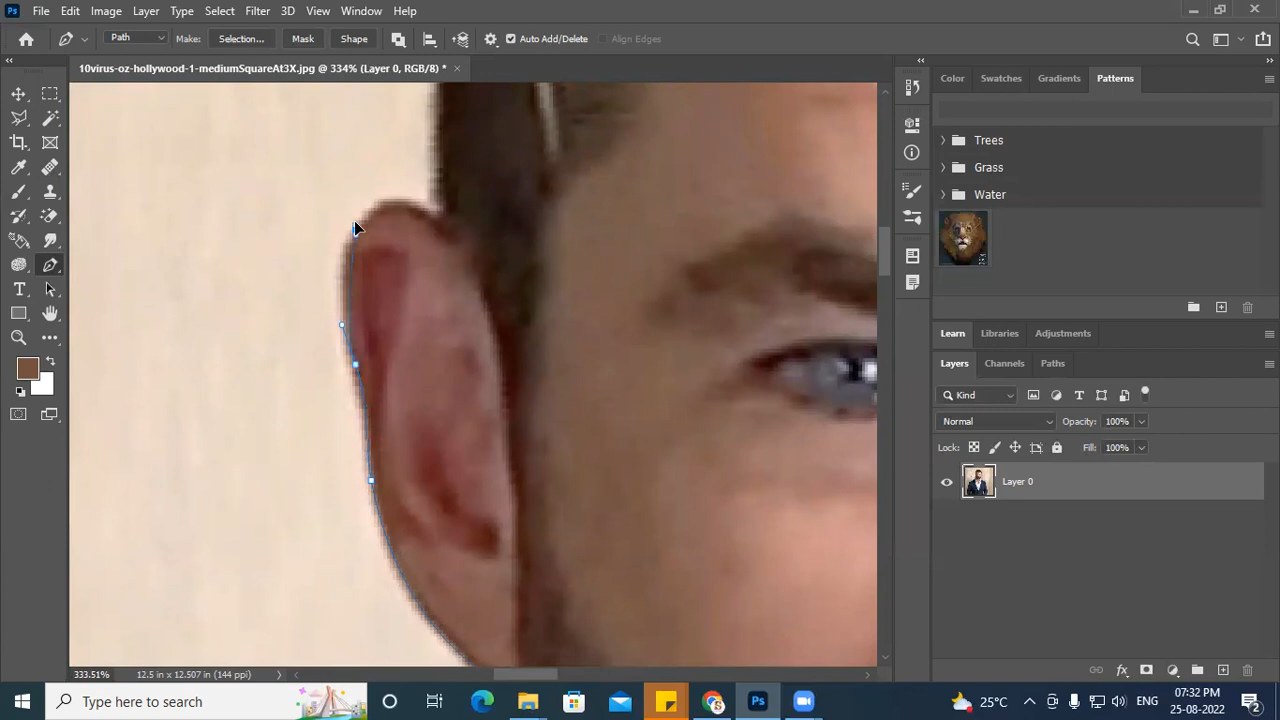 Ps File Edit Image Layer Type Select Filter 3D View Window Help
Path Make: Selection... Mask Shape Auto Add/Delete Align Edges
10virus-oz-hollywood-1-mediumSquareAt3X.jpg @ 334% (Layer 0, RGB/8) *
Color Swatches Gradients Patterns
Trees
Grass
Water
Learn Libraries Adjustments
Layers Channels Paths
Kind
Normal Opacity: 100%
Lock: Fill: 100%
Layer 0
333.51% 12.5 in x 12.507 in (144 ppi)
Type here to search
Ps
25°C
ENG
07:32 PM
25-08-2022
2